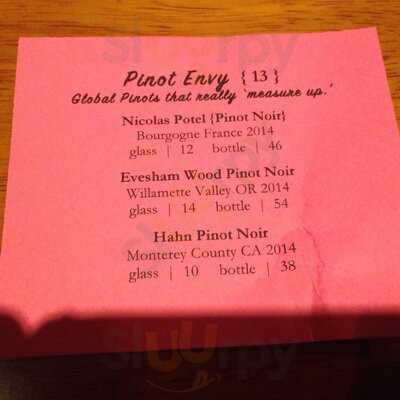 Pinot Envy { 13 }
Global Pinots that really 'measure up.'
Nicolas Potel {Pinot Noir}
Bourgogne France 2014
glass | 12 bottle | 46
Evesham Wood Pinot Noir
Willamette Valley OR 2014
glass | 14 bottle | 54
Hahn Pinot Noir
Monterey County CA 2014
glass | 10 bottle | 38
slUUrpy